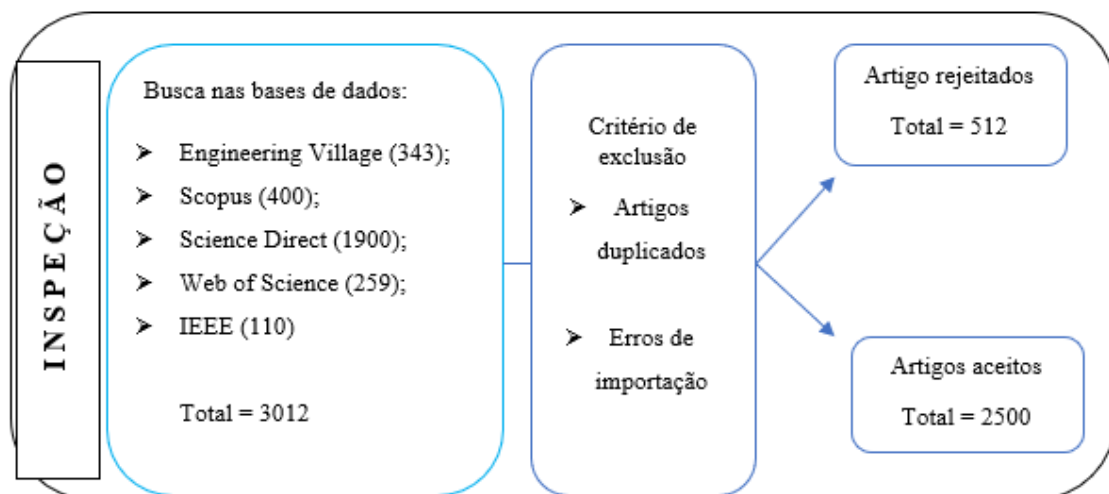 INSPEÇÃO
Busca nas bases de dados:
➤ Engineering Village (343);
➤ Scopus (400);
➤ Science Direct (1900);
➤ Web of Science (259);
➤ IEEE (110)
Total = 3012
Critério de
exclusão
➤ Artigos
duplicados
➤ Erros de
importação
Artigo rejeitados
Total = 512
Artigos aceitos
Total = 2500